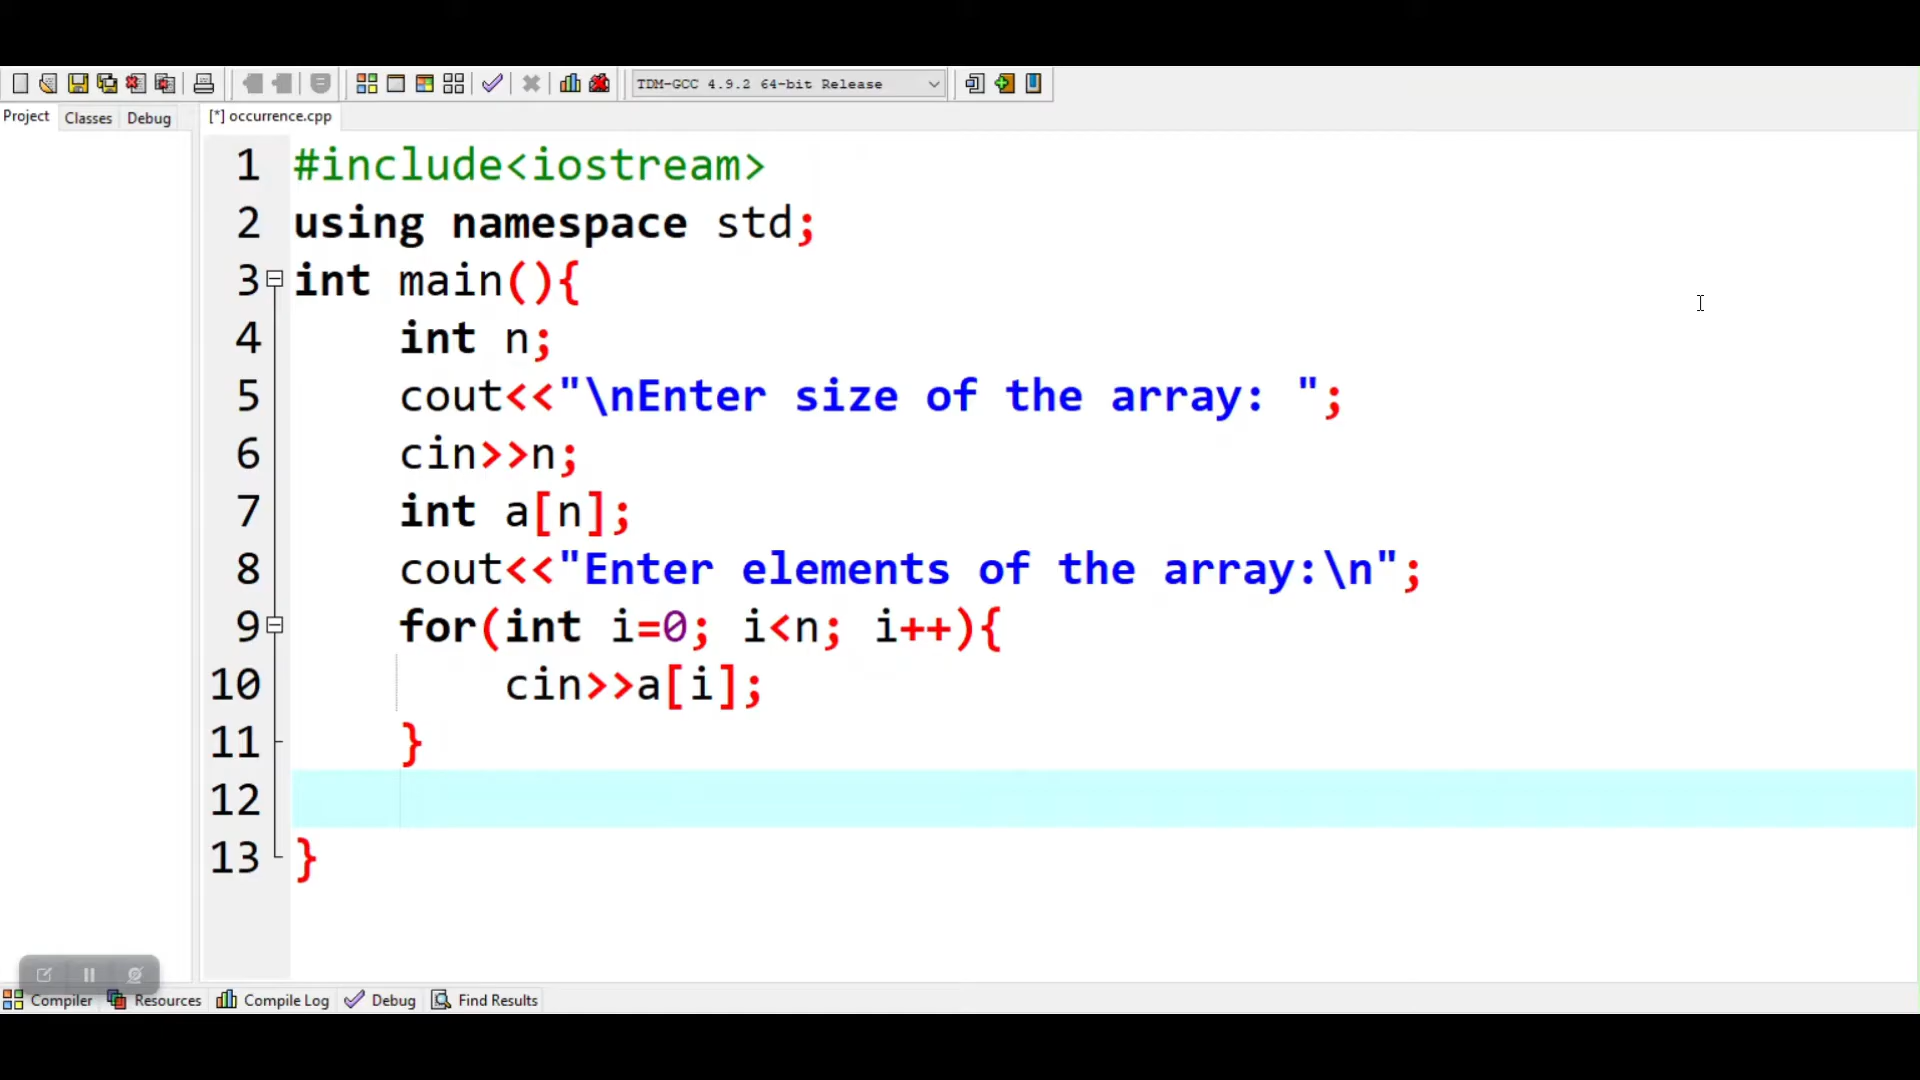 TDM-GCC 4.9.2 64-bit Release
Project Classes Debug [*] occurrence.cpp
1 #include<iostream>
2 using namespace std;
3 int main(){
4 int n;
5 cout<<"\nEnter size of the array: ";
6 cin>>n;
7 int a[n];
8 cout<<"Enter elements of the array:\n";
9 for(int i=0; i<n; i++){
10 cin>>a[i];
11 }
12
13 }
Compiler Resources Compile Log Debug Find Results